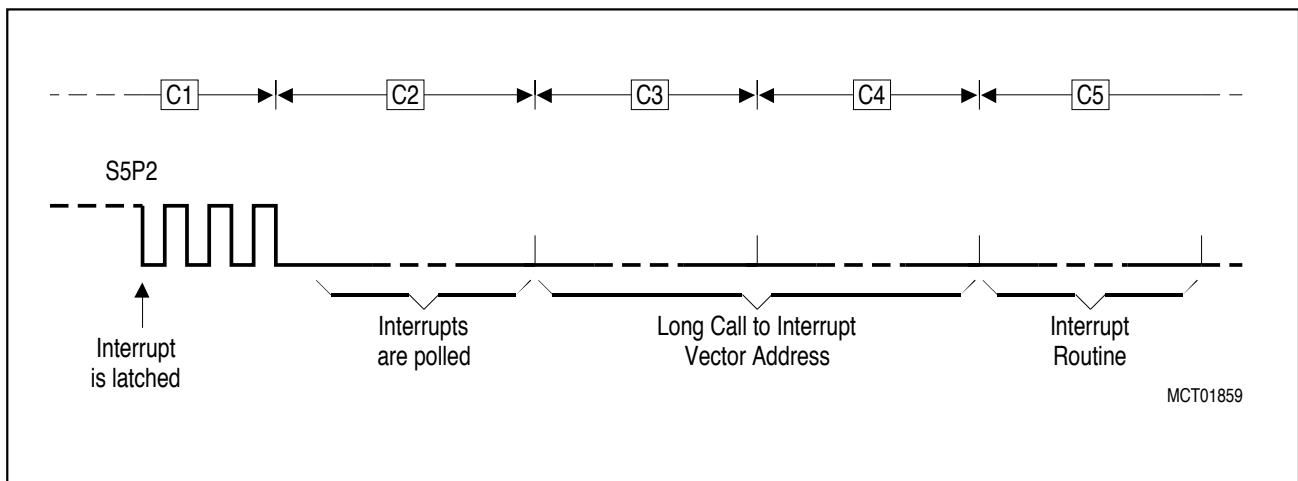 C1 C2 C3 C4 C5
S5P2
Interrupt
is latched
Interrupts
are polled
Long Call to Interrupt
Vector Address
Interrupt
Routine
MCT01859